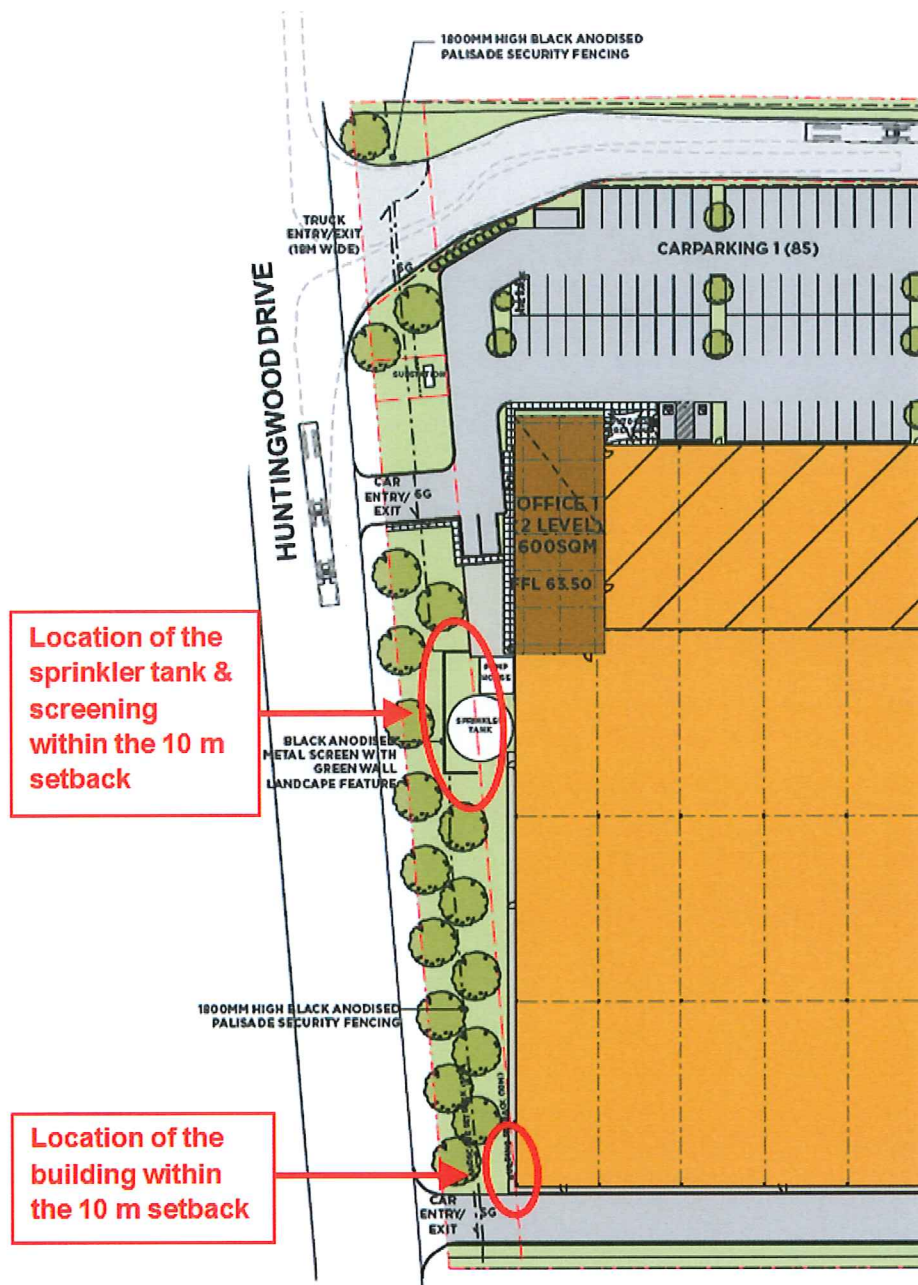 1800MM HIGH BLACK ANODISED
PALISADE SECURITY FENCING
TRUCK
ENTRY/EXIT
(18M WIDE)
SG
CARPARKING 1 (85)
HUNTINGWOOD DRIVE
SUBSTATION
CAR
ENTRY/
EXIT
SG
OFFICE 1
(2 LEVEL)
600SQM
FFL 63.50
Location of the
sprinkler tank &
screening
within the 10 m
setback
PUMP
HOUSE
SPRINKLER
TANK
BLACK ANODISED
METAL SCREEN WITH
GREEN WALL
LANDSCAPE FEATURE
1800MM HIGH BLACK ANODISED
PALISADE SECURITY FENCING
Location of the
building within
the 10 m setback
CAR
ENTRY/
EXIT
SG